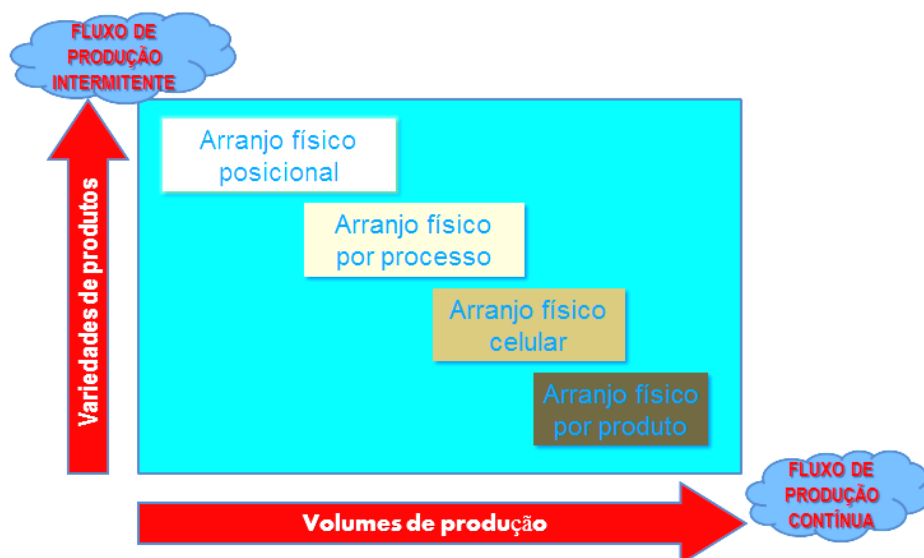 FLUXO DE
PRODUÇÃO
INTERMITENTE
Variedades de produtos
Arranjo físico
posicional
Arranjo físico
por processo
Arranjo físico
celular
Arranjo físico
por produto
Volumes de produção
FLUXO DE
PRODUÇÃO
CONTÍNUA